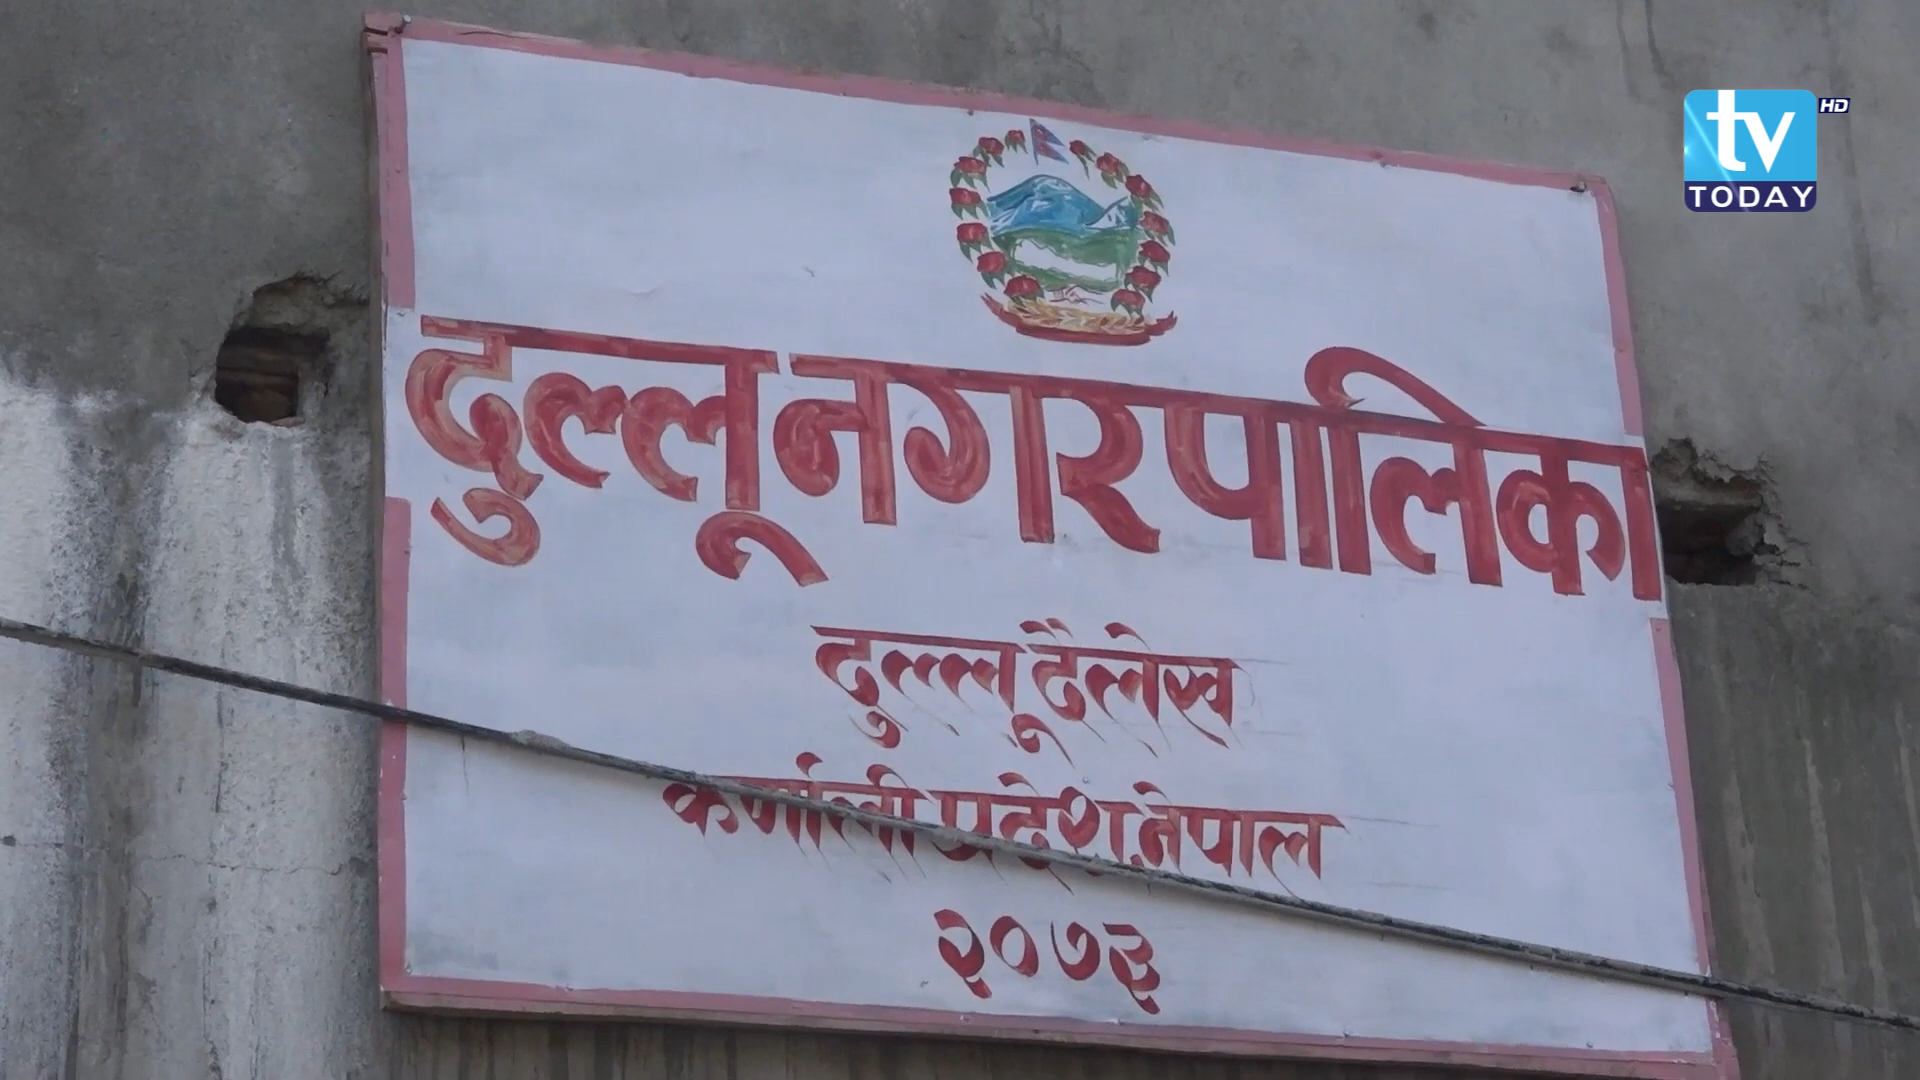 tv HD
TODAY
दुल्लू नगरपालिका
दुल्लू दैलेख
कर्णाली प्रदेश, नेपाल
२०७३